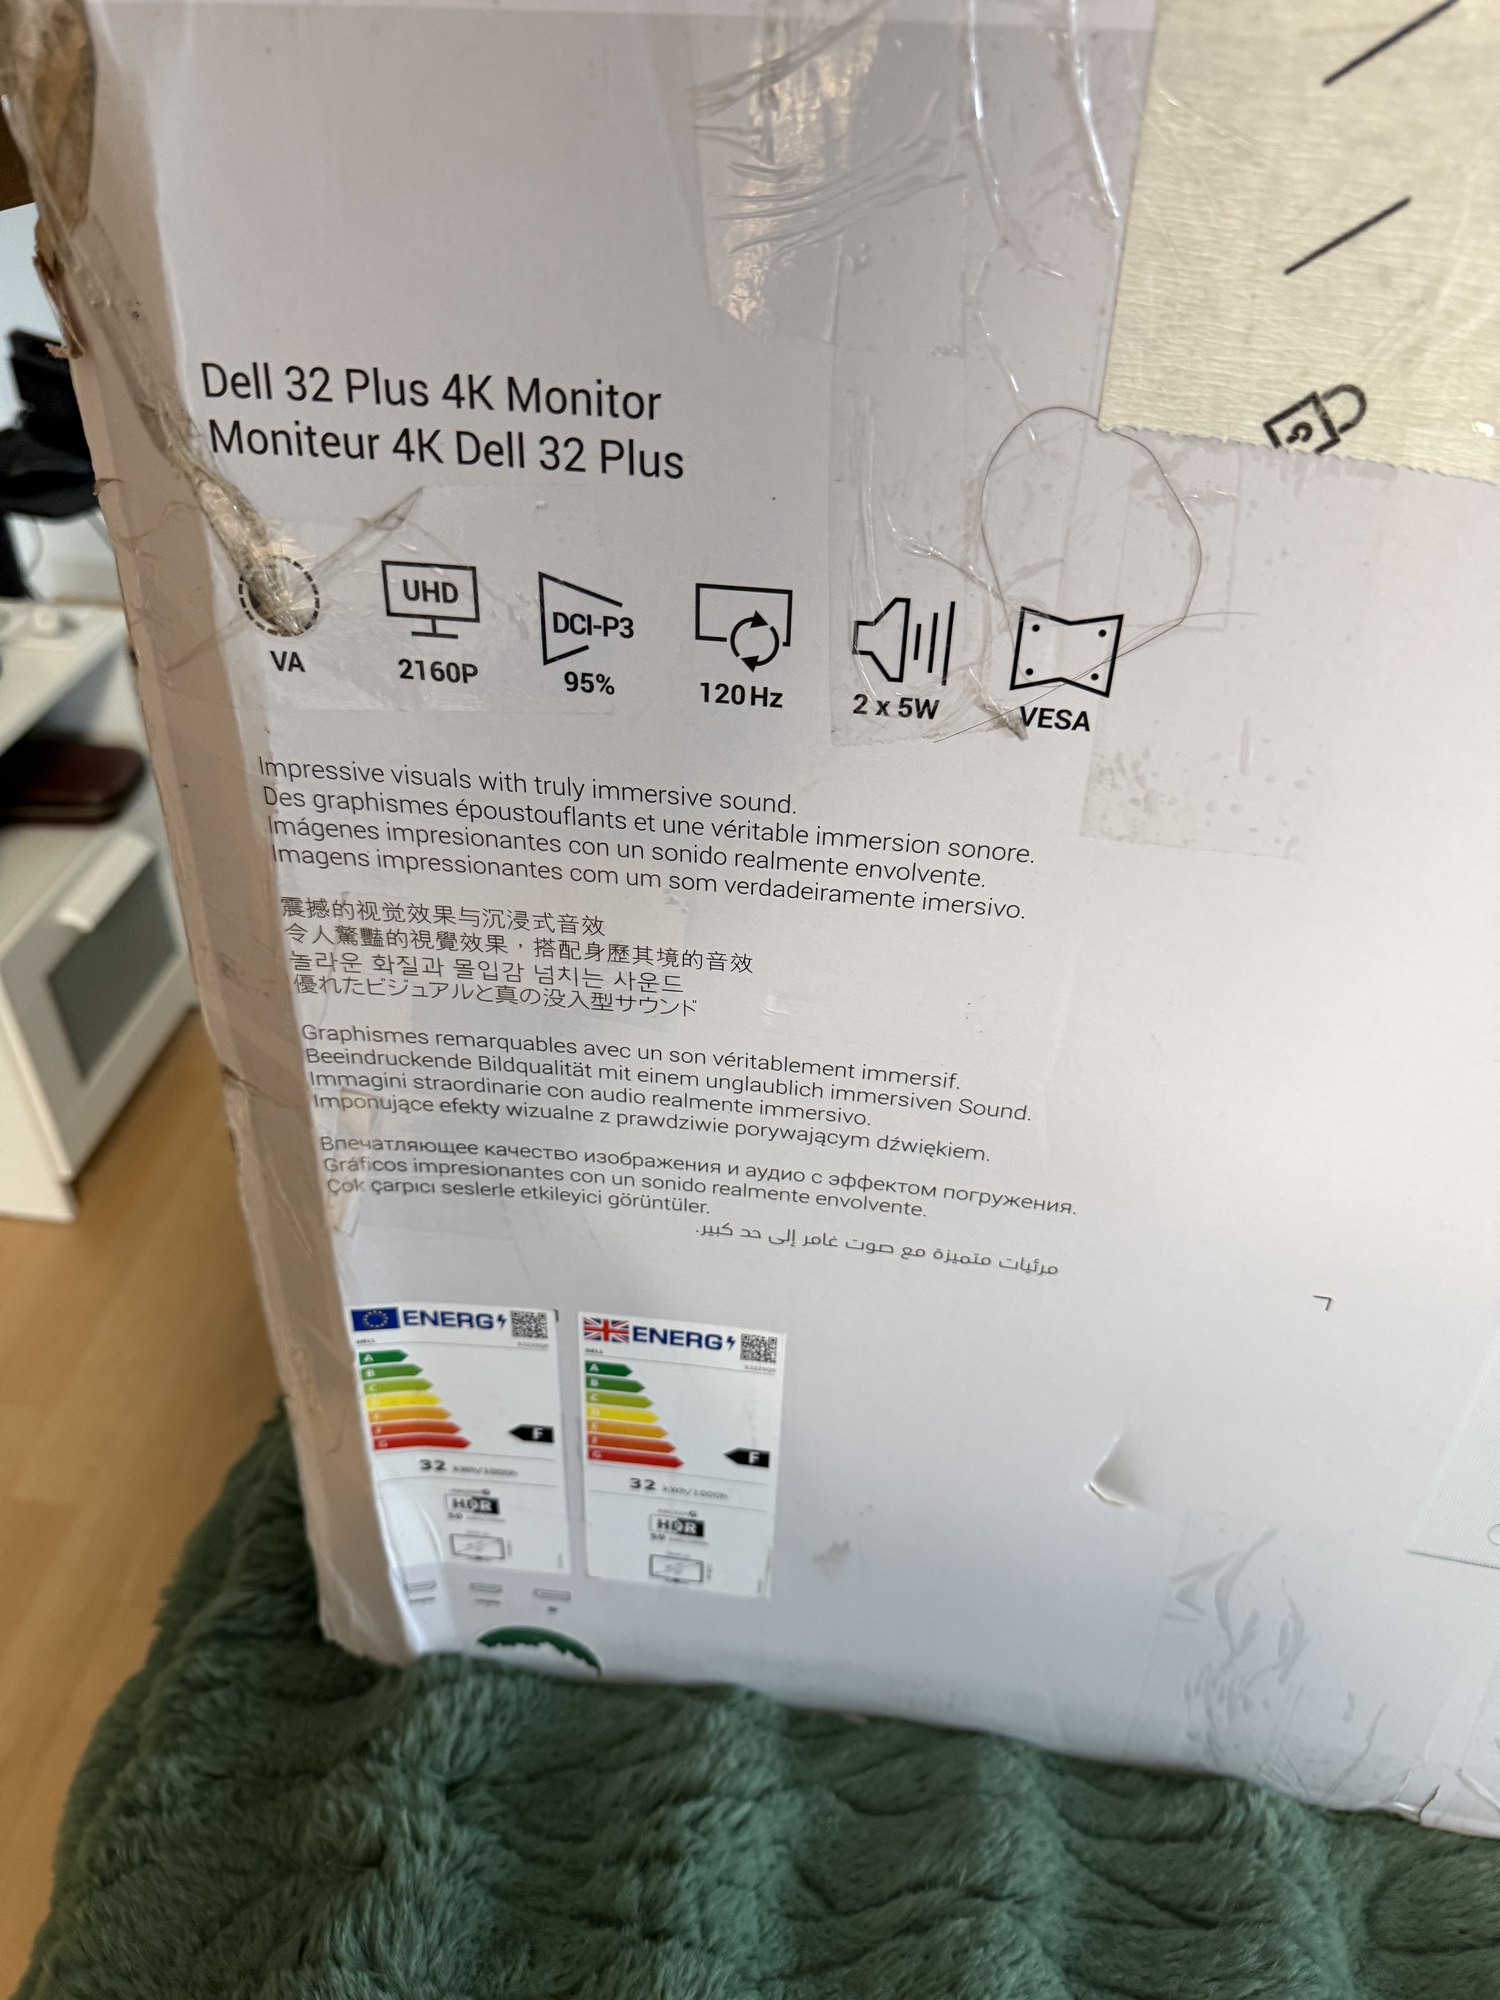 Dell 32 Plus 4K Monitor
Moniteur 4K Dell 32 Plus
UHD
DCI-P3
VA
2160P
95%
120 Hz
2 x 5W
VESA
Impressive visuals with truly immersive sound.
Des graphismes époustouflants et une véritable immersion sonore.
Imágenes impresionantes con un sonido realmente envolvente.
Imagens impressionantes com um som verdadeiramente imersivo.
震撼的视觉效果与沉浸式音效
令人驚豔的視覺效果，搭配身歷其境的音效
놀라운 화질과 몰입감 넘치는 사운드
優れたビジュアルと真の没入型サウンド
Graphismes remarquables avec un son véritablement immersif.
Beeindruckende Bildqualität mit einem unglaublich immersiven Sound.
Immagini straordinarie con audio realmente immersivo.
Imponujące efekty wizualne z prawdziwie porywającym dźwiękiem.
Впечатляющее качество изображения и аудио с эффектом погружения.
Gráficos impresionantes con un sonido realmente envolvente.
Çok çarpıcı seslerle etkileyici görüntüler.
مرئيات متميزة مع صوت غامر إلى حد كبير.
ENERG
DELL
A
B
C
D
E
F
G
F
32 kWh/1000h
HDR
ENERG
DELL
A
B
C
D
E
F
G
F
32 kWh/1000h
HDR